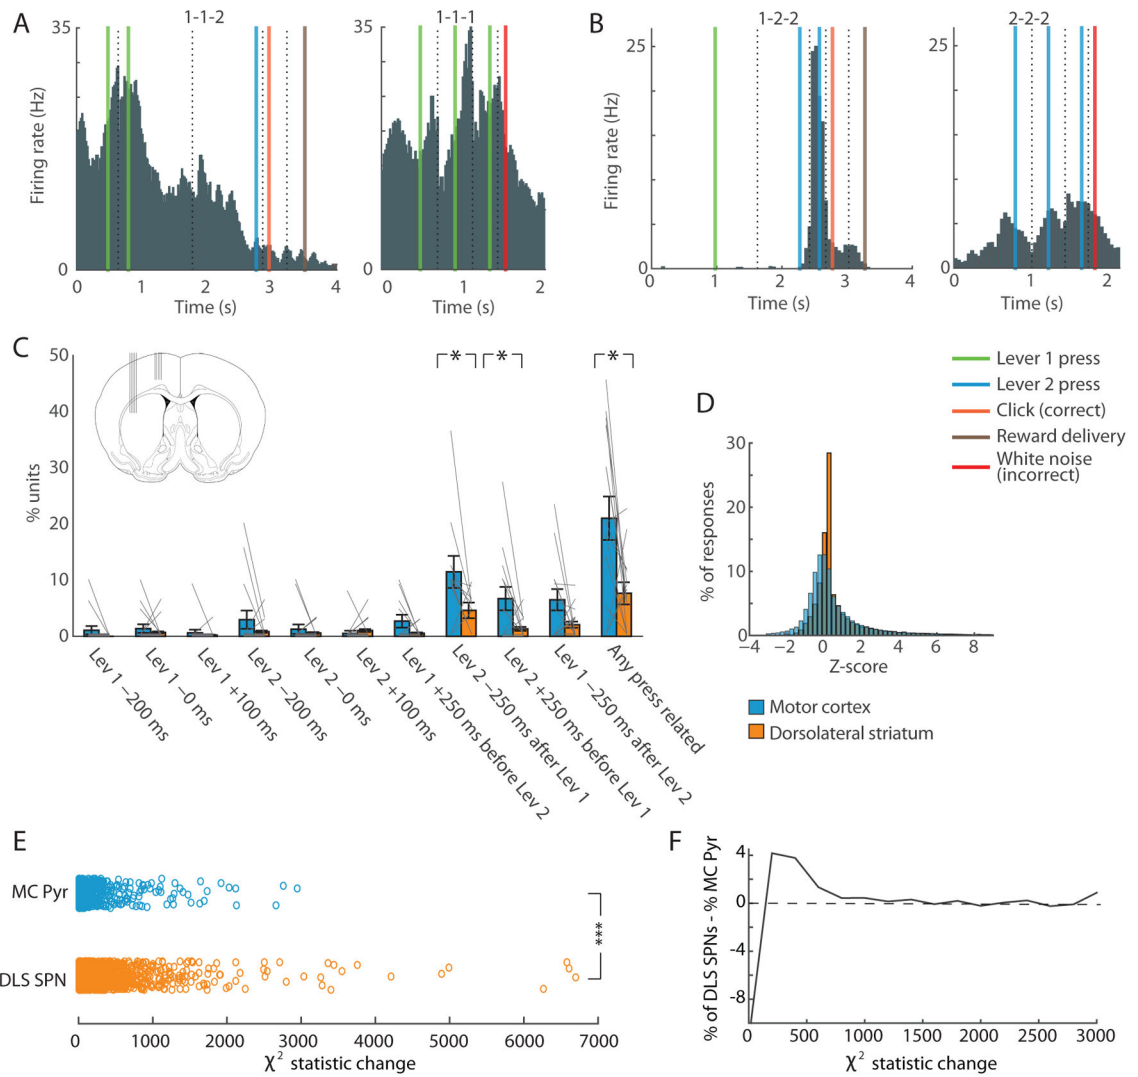 A
1-1-2
1-1-1
35
0
Firing rate (Hz)
0 1 2 3 4
Time (s)
35
0
0 1 2
Time (s)
B
1-2-2
2-2-2
25
0
Firing rate (Hz)
0 1 2 3 4
Time (s)
25
0
0 1 2
Time (s)
Lever 1 press
Lever 2 press
Click (correct)
Reward delivery
White noise
(incorrect)
C
50
40
30
20
10
0
% units
* * *
Lev 1 −200 ms
Lev 1 −0 ms
Lev 1 +100 ms
Lev 2 −200 ms
Lev 2 −0 ms
Lev 2 +100 ms
Lev 1 +250 ms before Lev 2
Lev 2 −250 ms after Lev 1
Lev 2 +250 ms before Lev 1
Lev 1 −250 ms after Lev 2
Any press related
D
30
20
10
0
% of responses
−4 −2 0 2 4 6 8
Z-score
Motor cortex
Dorsolateral striatum
E
MC Pyr
DLS SPN
***
0 1000 2000 3000 4000 5000 6000 7000
χ2 statistic change
F
4
0
-4
-8
% of DLS SPNs - % MC Pyr
0 500 1000 1500 2000 2500 3000
χ2 statistic change